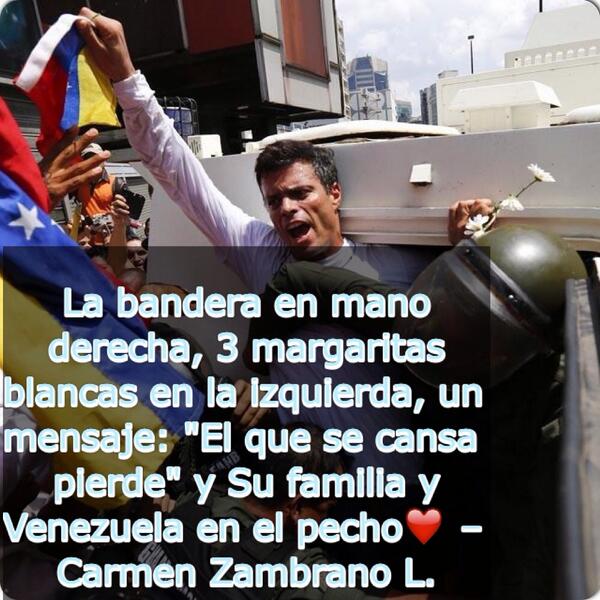 La bandera en mano
derecha, 3 margaritas
blancas en la izquierda, un
mensaje: "El que se cansa
pierde" y Su familia y
Venezuela en el pecho❤️ –
Carmen Zambrano L.